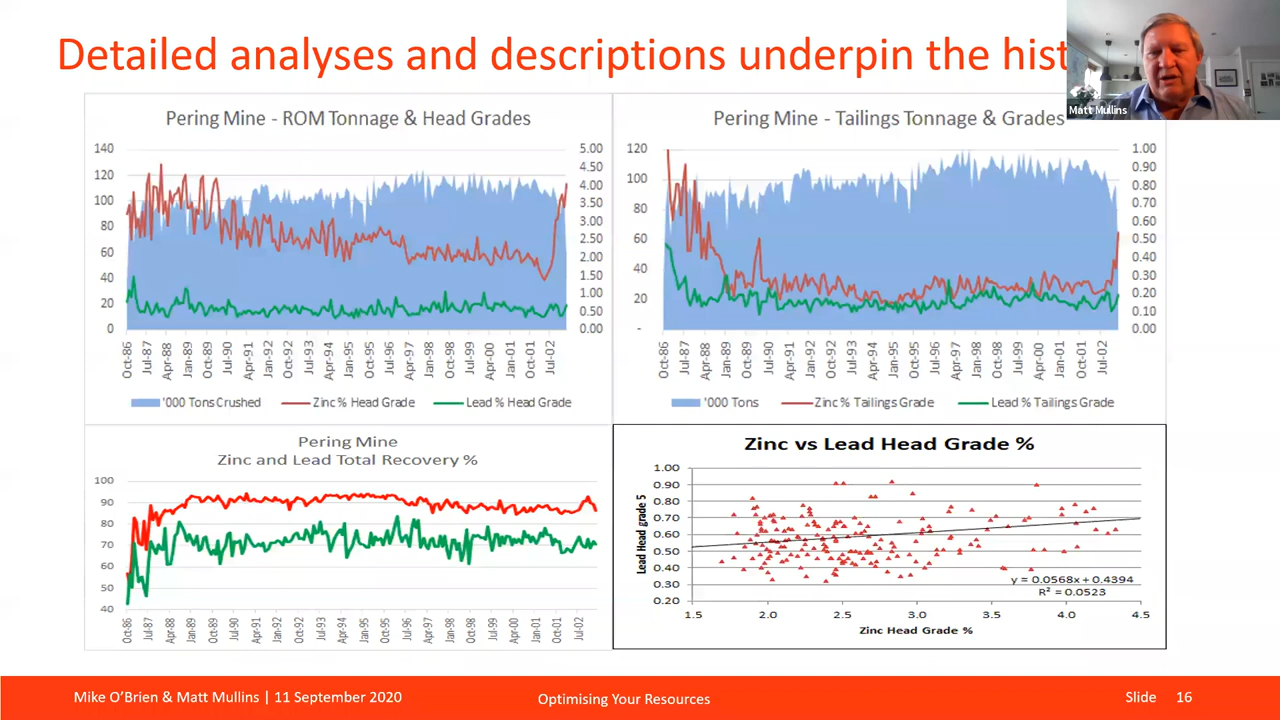 Detailed analyses and descriptions underpin the hist
Matt Mullins
Pering Mine - ROM Tonnage & Head Grades
140
120
100
80
60
40
20
0
5.00
4.50
4.00
3.50
3.00
2.50
2.00
1.50
1.00
0.50
0.00
Oct-86
Jul-87
Apr-88
Jan-89
Oct-89
Jul-90
Apr-91
Jan-92
Oct-92
Jul-93
Apr-94
Jan-95
Oct-95
Jul-96
Apr-97
Jan-98
Oct-98
Jul-99
Apr-00
Jan-01
Oct-01
Jul-02
'000 Tons Crushed
Zinc % Head Grade
Lead % Head Grade
Pering Mine - Tailings Tonnage & Grades
120
100
80
60
40
20
-
1.00
0.90
0.80
0.70
0.60
0.50
0.40
0.30
0.20
0.10
0.00
Oct-86
Jul-87
Apr-88
Jan-89
Oct-89
Jul-90
Apr-91
Jan-92
Oct-92
Jul-93
Apr-94
Jan-95
Oct-95
Jul-96
Apr-97
Jan-98
Oct-98
Jul-99
Apr-00
Jan-01
Oct-01
Jul-02
'000 Tons
Zinc % Tailings Grade
Lead % Tailings Grade
Pering Mine
Zinc and Lead Total Recovery %
100
90
80
70
60
50
40
Oct-86
Jul-87
Apr-88
Jan-89
Oct-89
Jul-90
Apr-91
Jan-92
Oct-92
Jul-93
Apr-94
Jan-95
Oct-95
Jul-96
Apr-97
Jan-98
Oct-98
Jul-99
Apr-00
Jan-01
Oct-01
Jul-02
Zinc vs Lead Head Grade %
Lead Head grade 5
1.00
0.90
0.80
0.70
0.60
0.50
0.40
0.30
0.20
y = 0.0568x + 0.4394
R² = 0.0523
1.5
2.0
2.5
3.0
3.5
4.0
4.5
Zinc Head Grade %
Mike O'Brien & Matt Mullins | 11 September 2020
Optimising Your Resources
Slide 16